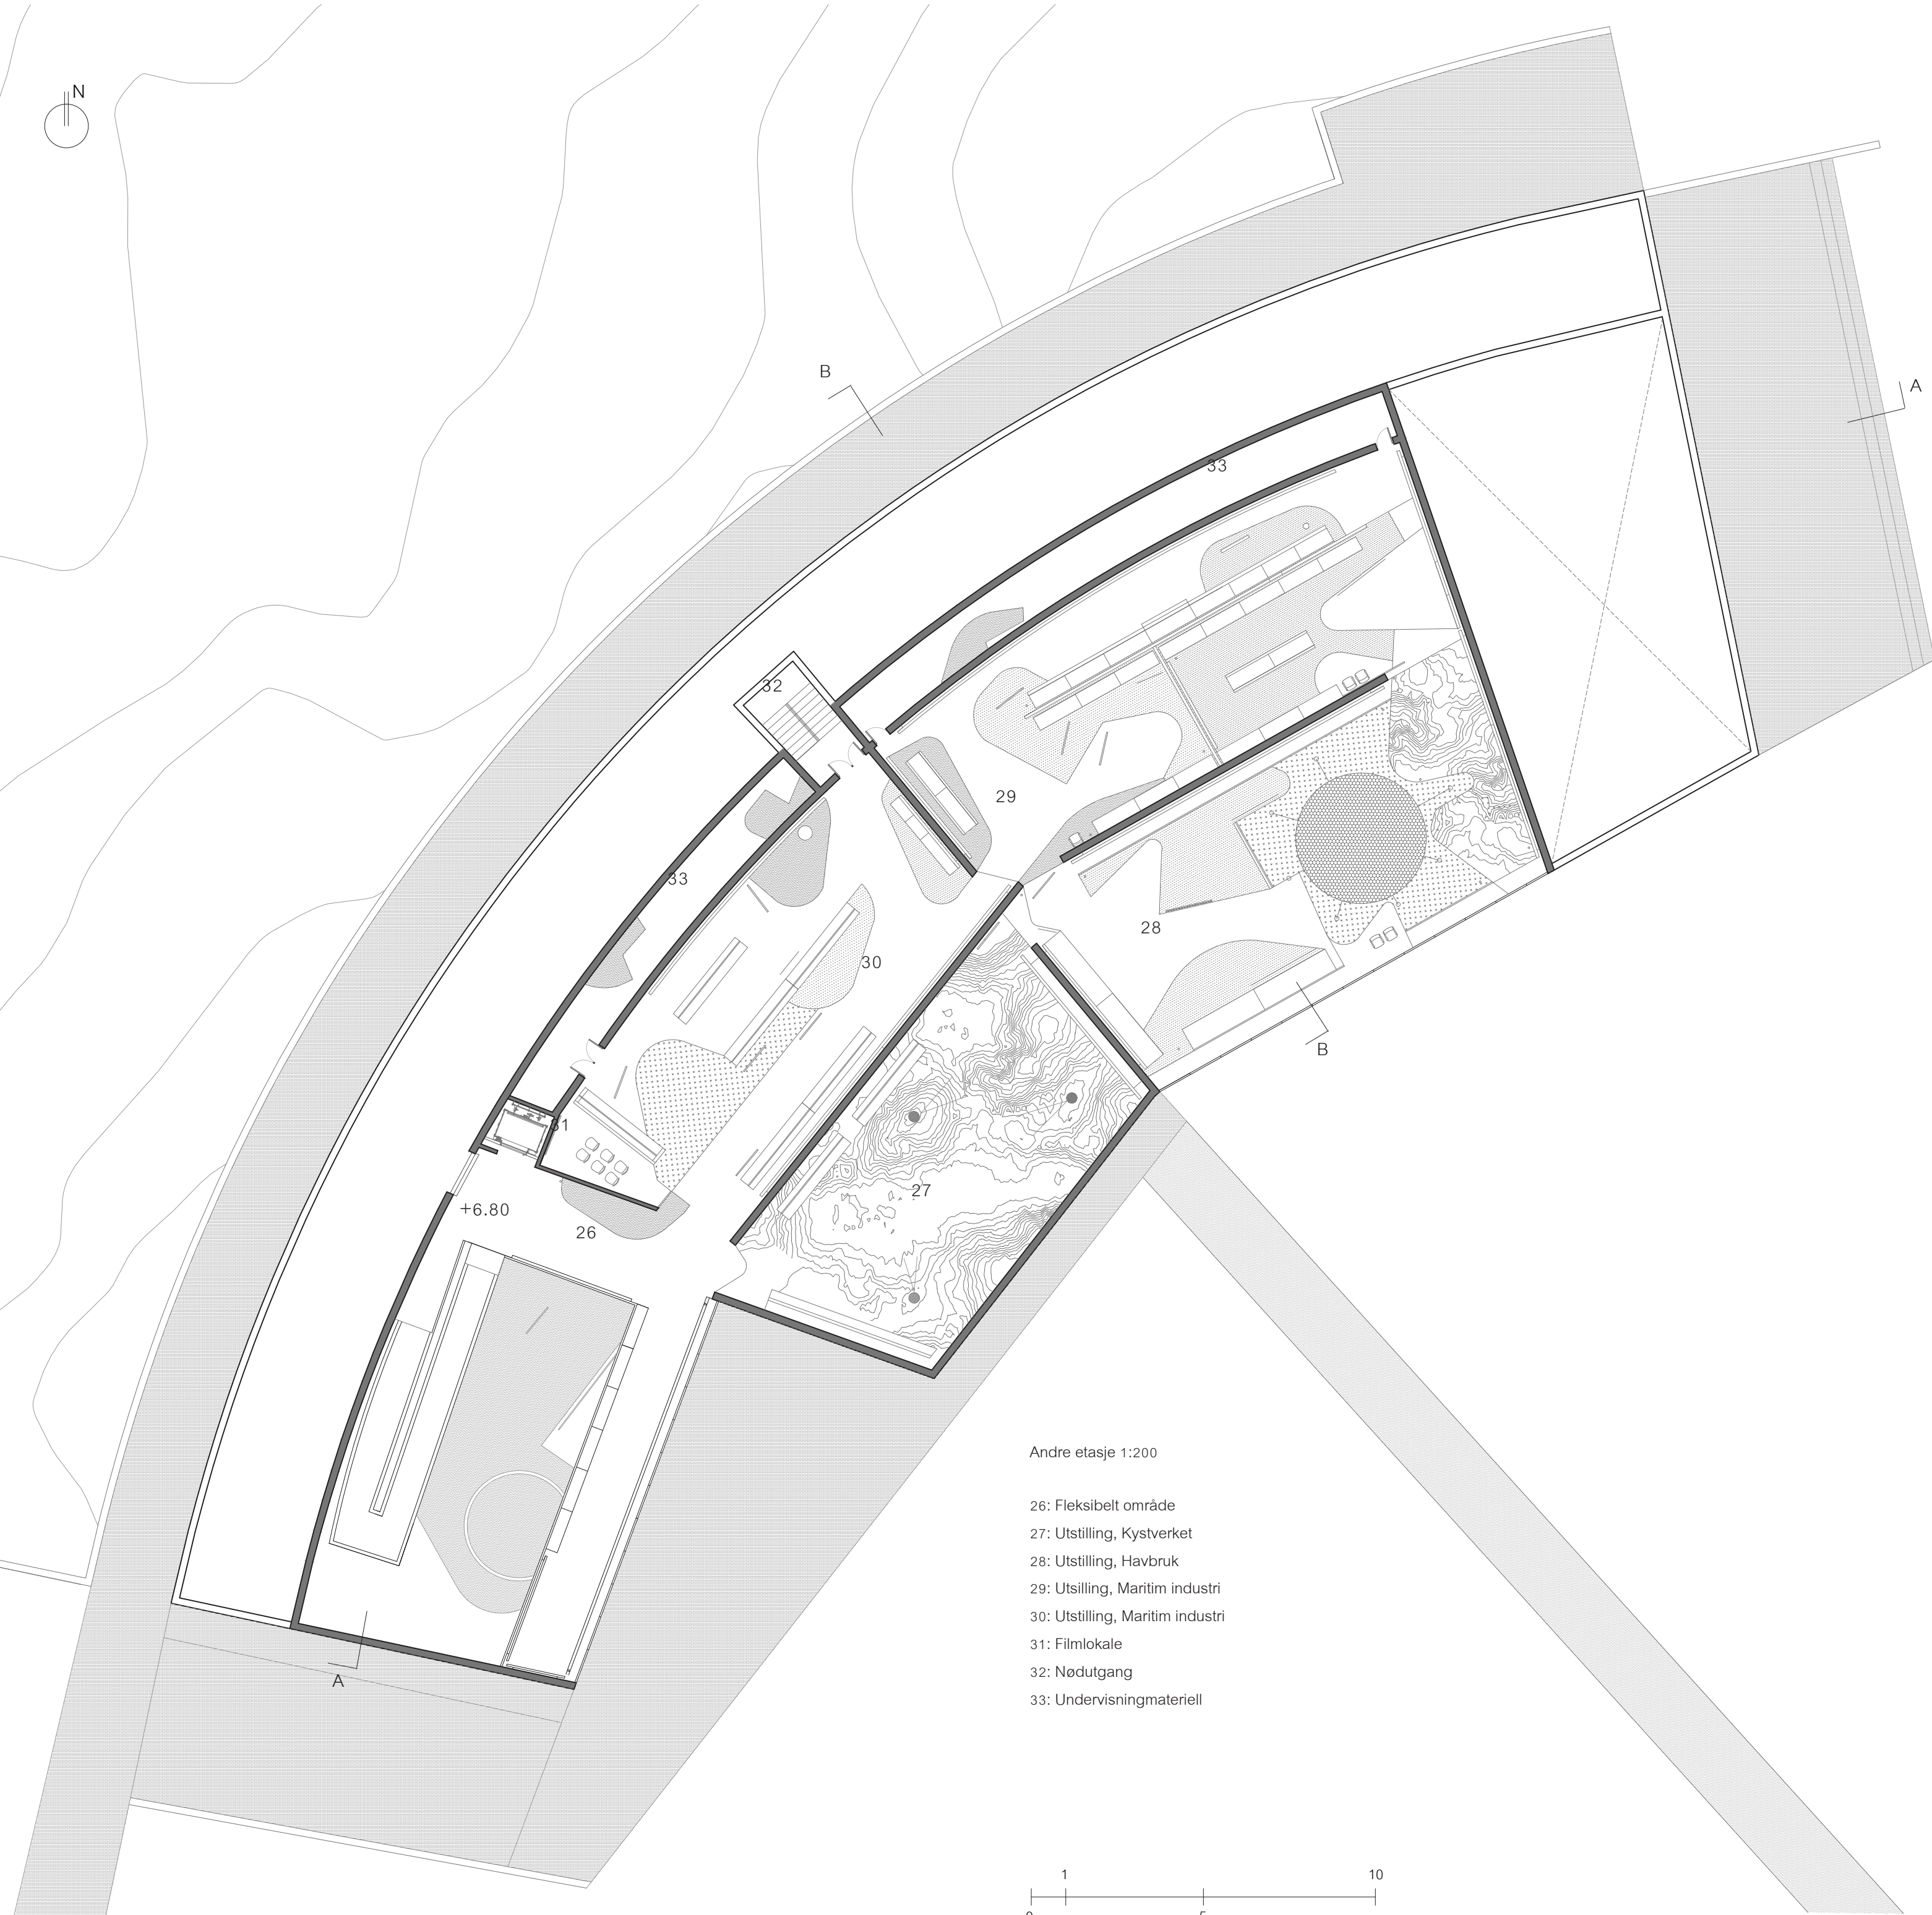 N
B
A
33
32
29
33
28
30
B
31
27
+6.80
26
A
Andre etasje 1:200
26: Fleksibelt område
27: Utstilling, Kystverket
28: Utstilling, Havbruk
29: Utsilling, Maritim industri
30: Utstilling, Maritim industri
31: Filmlokale
32: Nødutgang
33: Undervisningmateriell
1
10